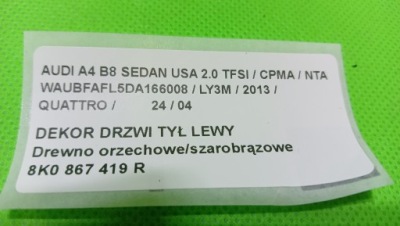 AUDI A4 B8 SEDAN USA 2.0 TFSI / CPMA / NTA
WAUBFAFL5DA166008 / LY3M / 2013 /
QUATTRO / 24 / 04
DEKOR DRZWI TYŁ LEWY
Drewno orzechowe/szarobrązowe
8K0 867 419 R